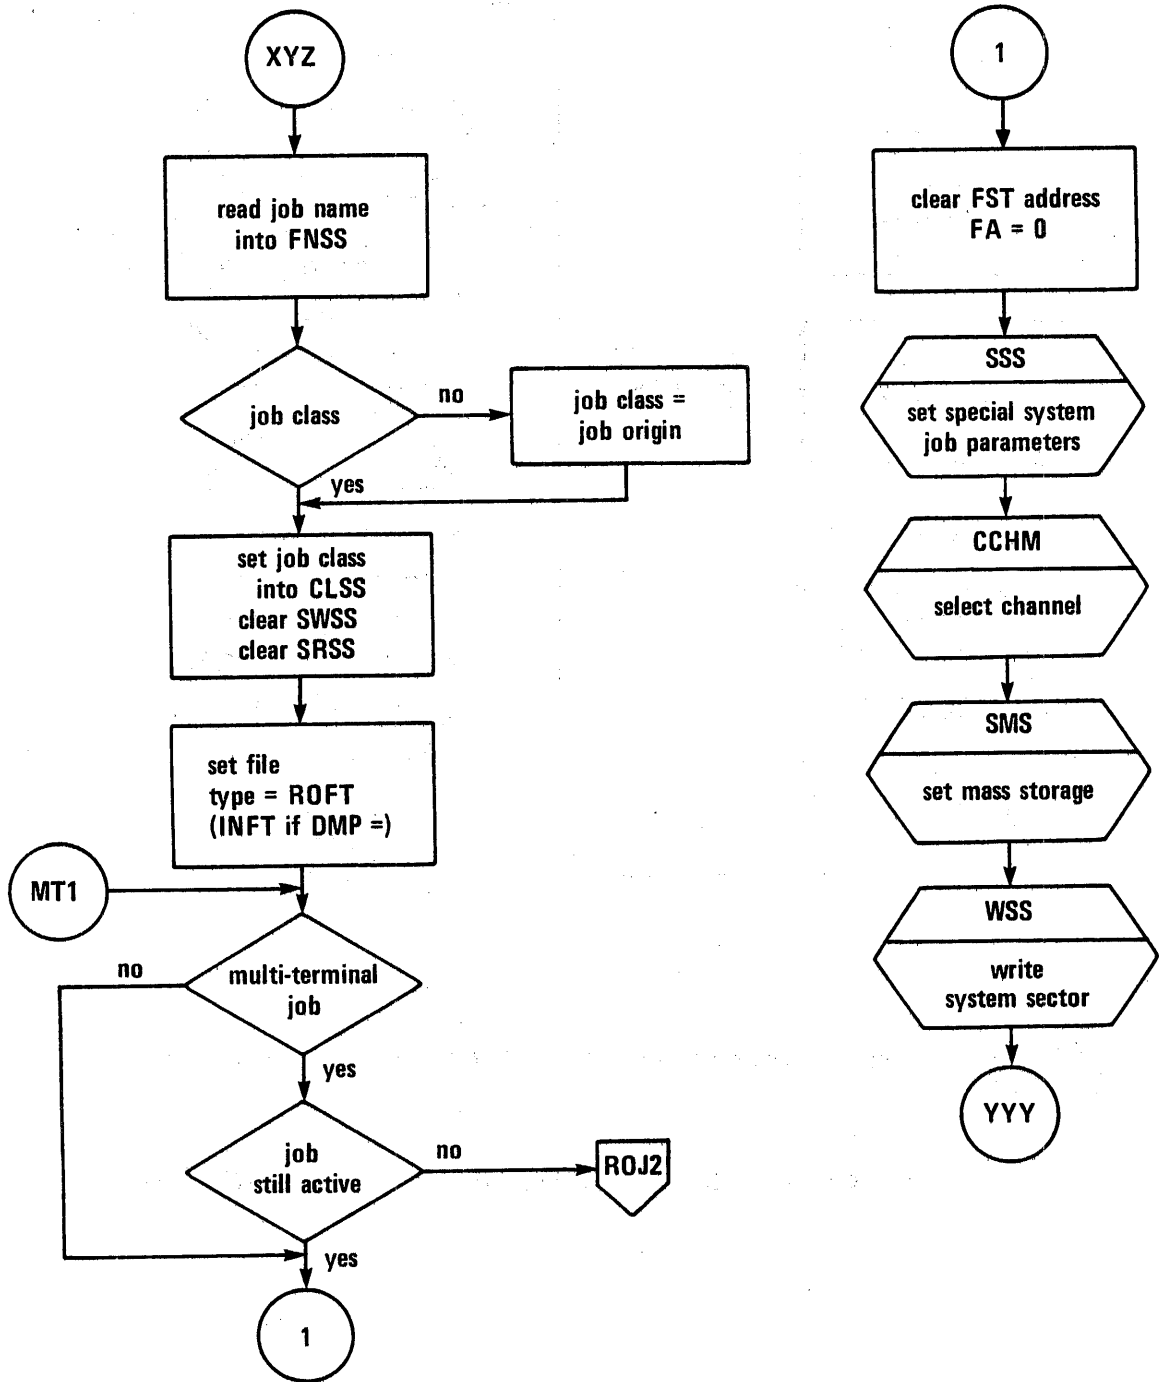 XYZ
read job name
into FNSS
job class
no
job class =
job origin
yes
set job class
into CLSS
clear SWSS
clear SRSS
set file
type = ROFT
(INFT if DMP =)
MT1
multi-terminal
job
no
yes
job
still active
no
ROJ2
yes
1
1
clear FST address
FA = 0
SSS
set special system
job parameters
CCHM
select channel
SMS
set mass storage
WSS
write
system sector
YYY